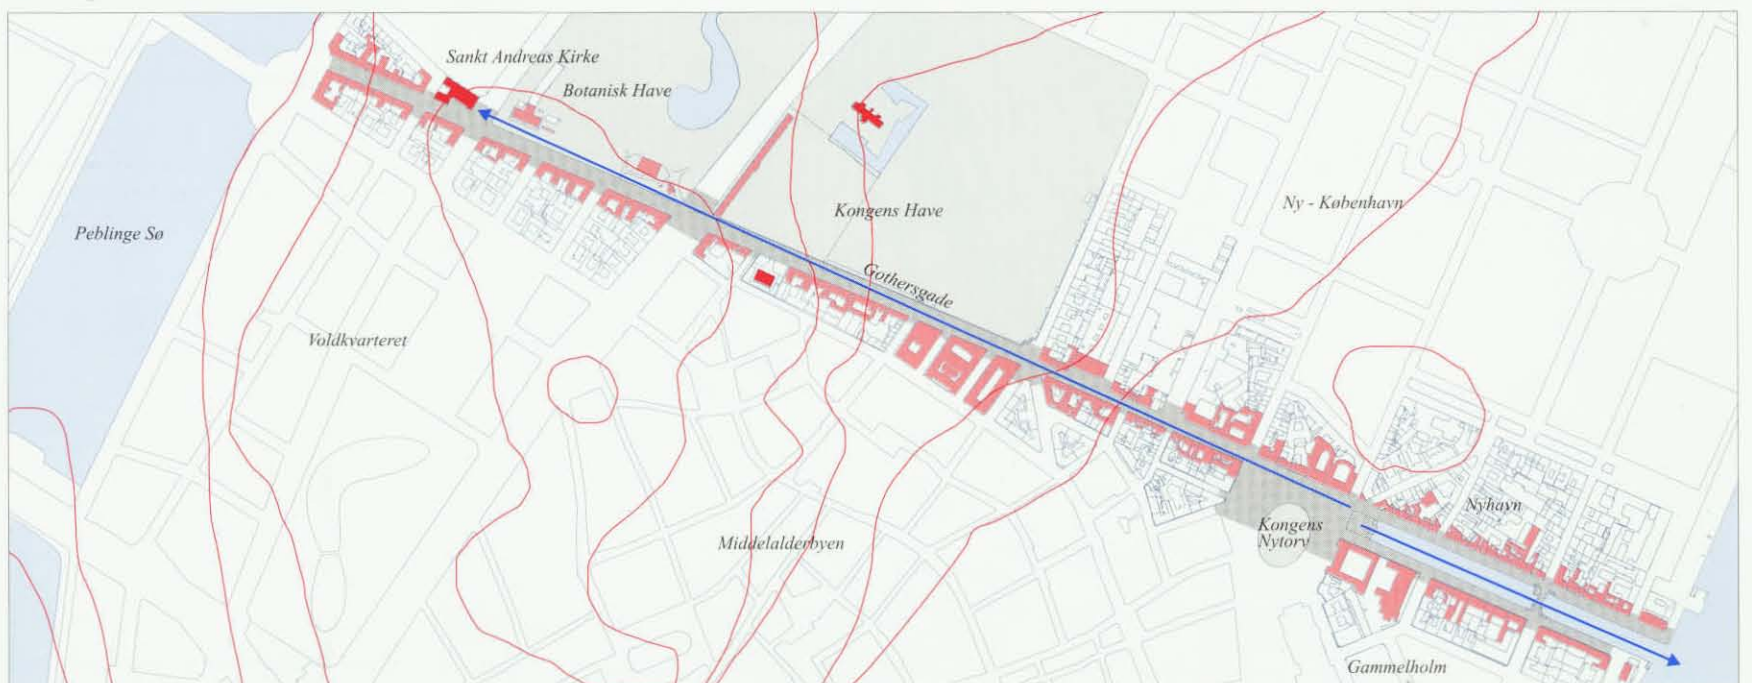 Sankt Andreas Kirke
Botanisk Have
Peblinge Sø
Kongens Have
Ny - København
Gothersgade
Voldkvarteret
Nyhavn
Kongens
Nytorv
Middelalderbyen
Gammelholm